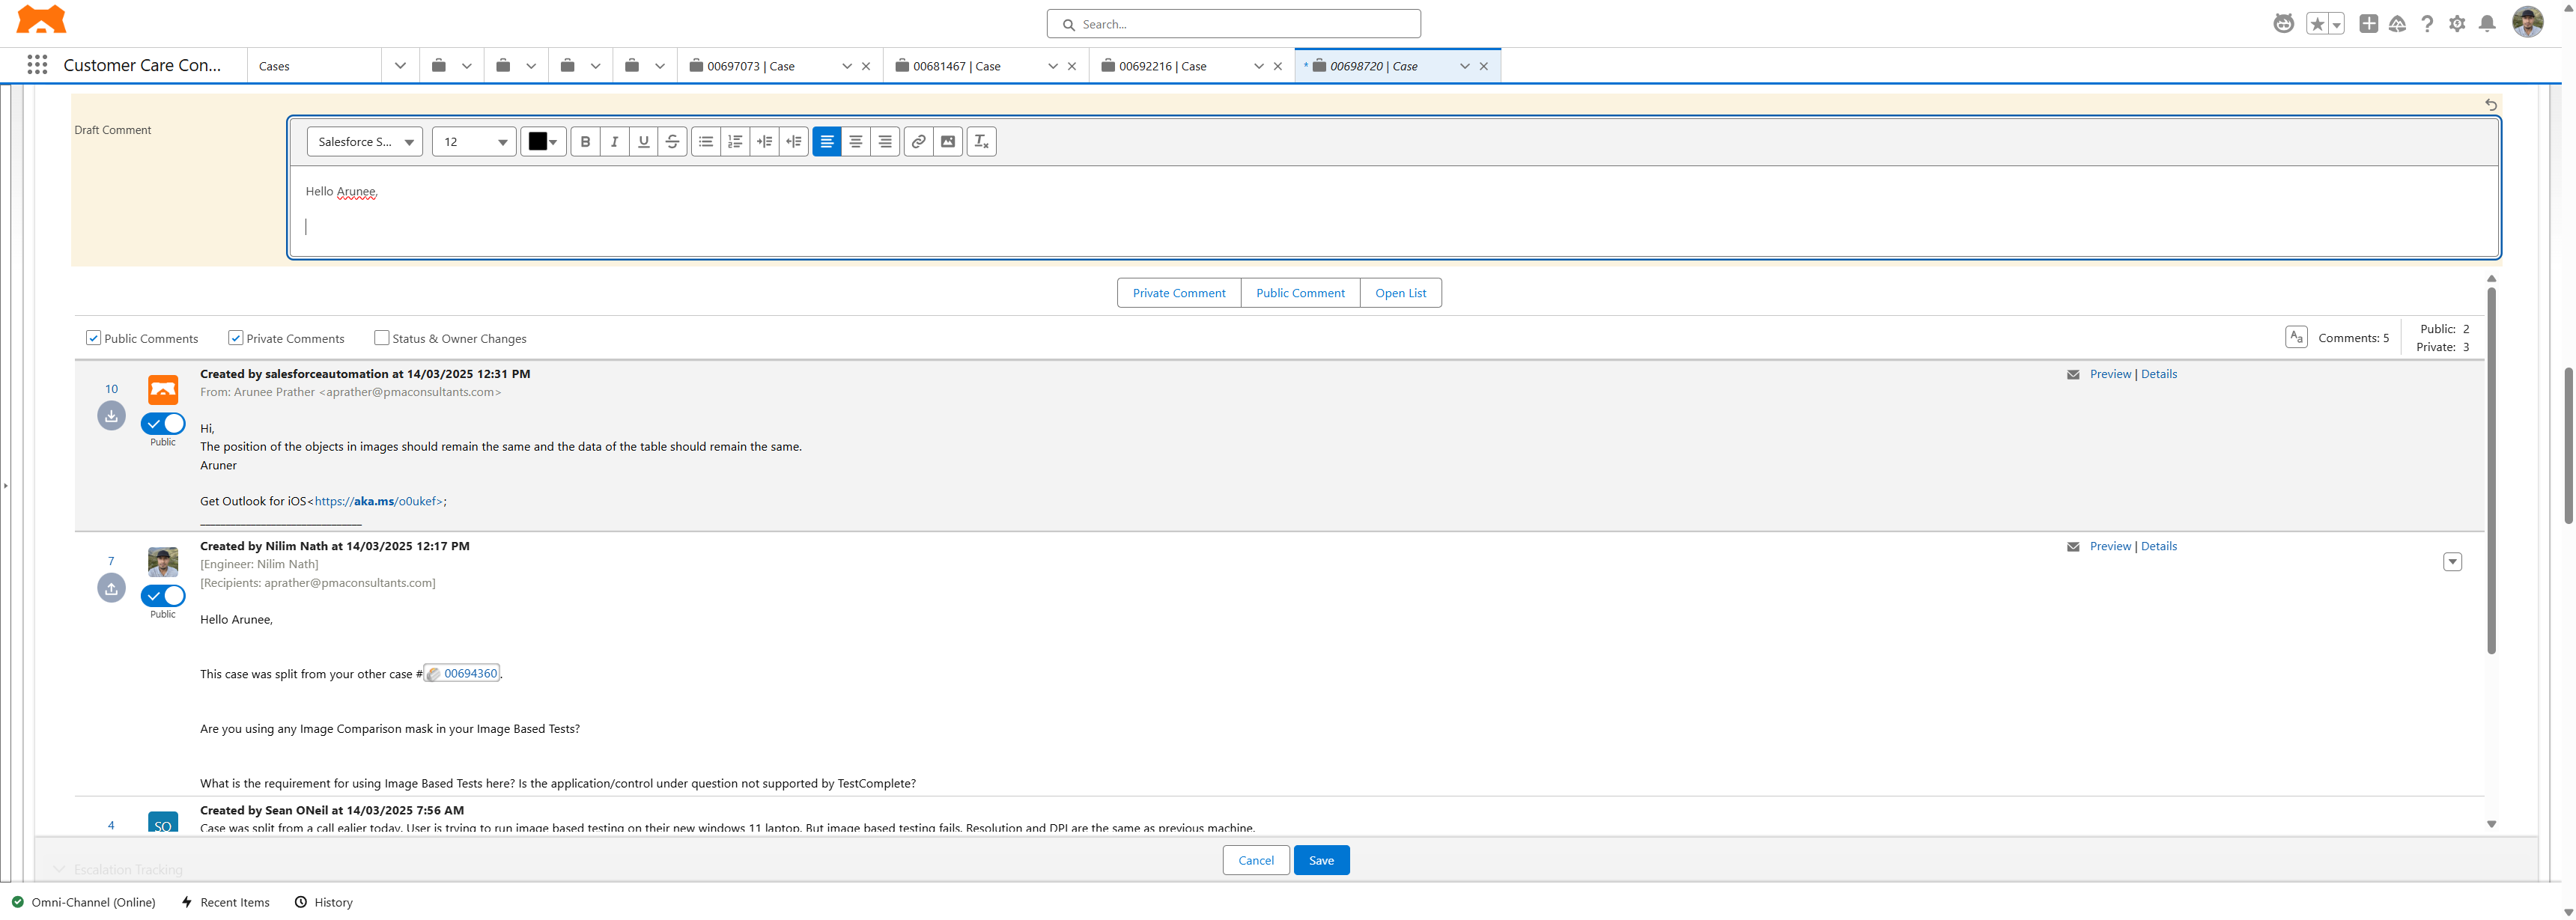 Search...
Customer Care Con...
Cases
00697073 | Case
00681467 | Case
00692216 | Case
* 00698720 | Case
Draft Comment
Salesforce S...
12
B I U S
Hello Arunee,
Private Comment
Public Comment
Open List
Public Comments
Private Comments
Status & Owner Changes
Aa
Comments: 5
Public: 2
Private: 3
10
Public
Created by salesforceautomation at 14/03/2025 12:31 PM
Preview | Details
From: Arunee Prather <aprather@pmaconsultants.com>
Hi,
The position of the objects in images should remain the same and the data of the table should remain the same.
Aruner
Get Outlook for iOS<https://aka.ms/o0ukef>;
________________________________
7
Public
Created by Nilim Nath at 14/03/2025 12:17 PM
Preview | Details
[Engineer: Nilim Nath]
[Recipients: aprather@pmaconsultants.com]
Hello Arunee,
This case was split from your other case #00694360.
Are you using any Image Comparison mask in your Image Based Tests?
What is the requirement for using Image Based Tests here? Is the application/control under question not supported by TestComplete?
4
SO
Created by Sean ONeil at 14/03/2025 7:56 AM
Case was split from a call ealier today. User is trying to run image based testing on their new windows 11 laptop. But image based testing fails. Resolution and DPI are the same as previous machine.
Cancel
Save
Escalation Tracking
Omni-Channel (Online)
Recent Items
History